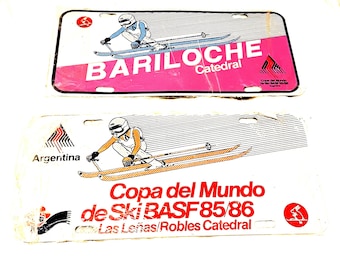 BARILOCHE
Catedral
Argentina
Copa del Mundo
de Ski BASF 85/86
Las Leñas/Robles Catedral